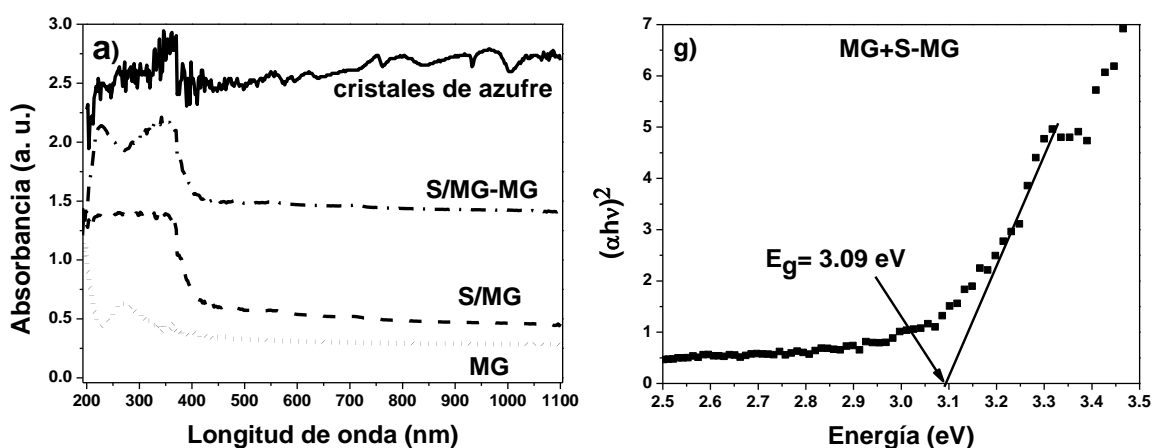 a)
3.0
2.5
2.0
1.5
1.0
0.5
0.0
Absorbancia (a. u.)
cristales de azufre
S/MG-MG
S/MG
MG
200 300 400 500 600 700 800 900 1000 1100
Longitud de onda (nm)
g)
MG+S-MG
7
6
5
4
3
2
1
0
(αhν)²
E_g= 3.09 eV
2.5 2.6 2.7 2.8 2.9 3.0 3.1 3.2 3.3 3.4 3.5
Energía (eV)